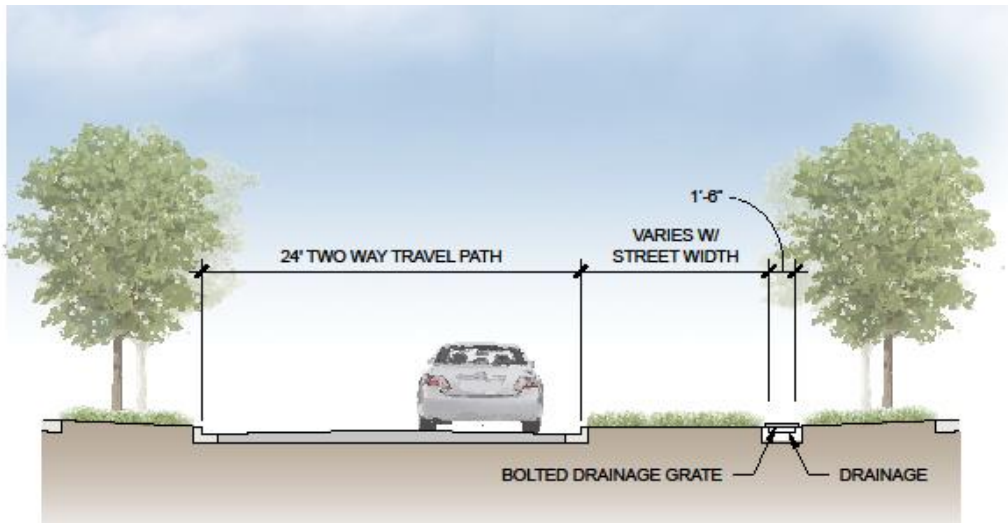 1'-6"
VARIES W/
24' TWO WAY TRAVEL PATH
STREET WIDTH
BOLTED DRAINAGE GRATE
DRAINAGE